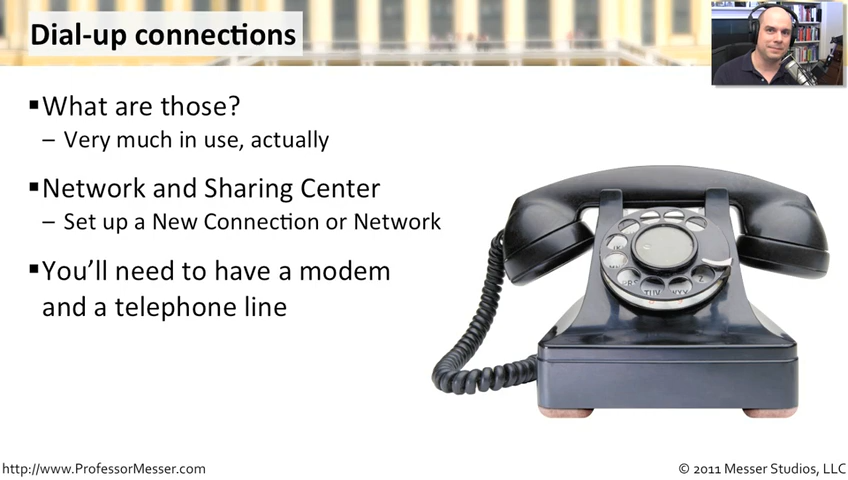 Dial-up connections
▪What are those?
– Very much in use, actually
▪Network and Sharing Center
– Set up a New Connection or Network
▪You’ll need to have a modem
and a telephone line
http://www.ProfessorMesser.com
© 2011 Messer Studios, LLC